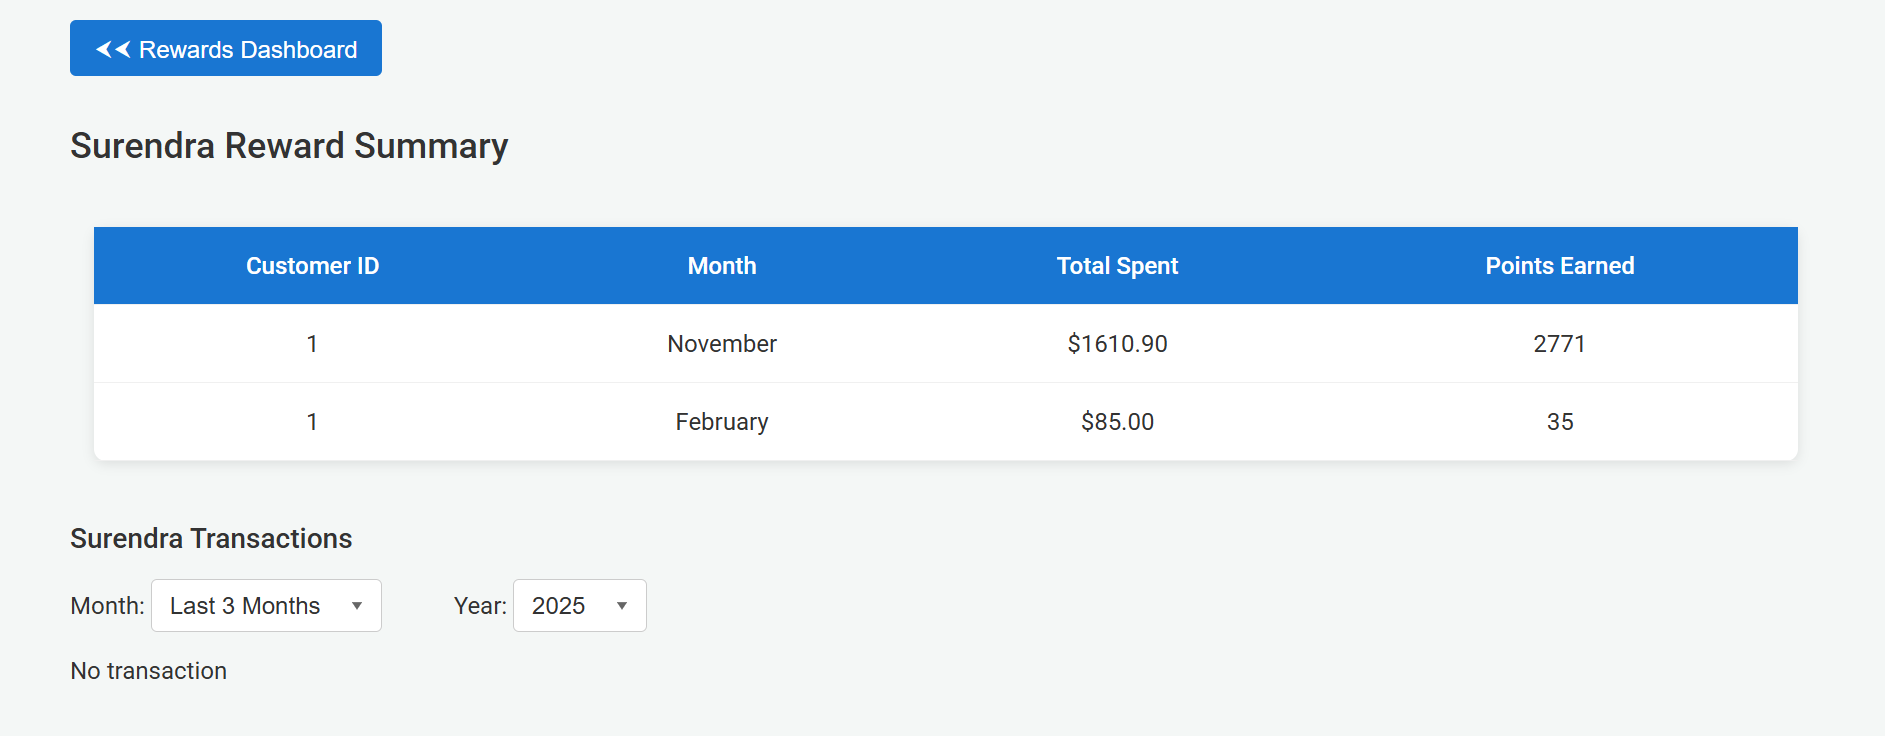 Rewards Dashboard
Surendra Reward Summary
Customer ID Month Total Spent Points Earned
1 November $1610.90 2771
1 February $85.00 35
Surendra Transactions
Month: Last 3 Months Year: 2025
No transaction